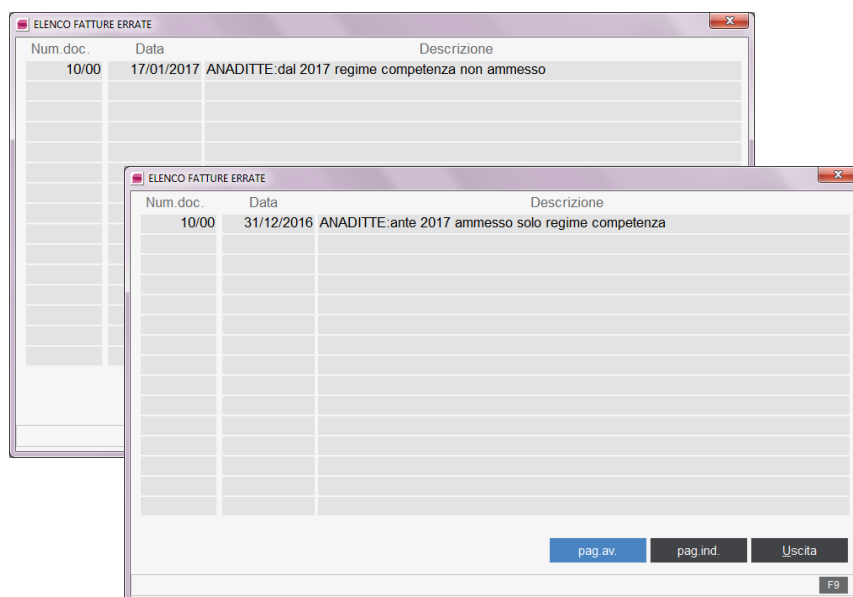 ELENCO FATTURE ERRATE
Num.doc. Data Descrizione
10/00 17/01/2017 ANADITTE:dal 2017 regime competenza non ammesso
ELENCO FATTURE ERRATE
Num.doc. Data Descrizione
10/00 31/12/2016 ANADITTE:ante 2017 ammesso solo regime competenza
pag.av. pag.ind. Uscita
F9